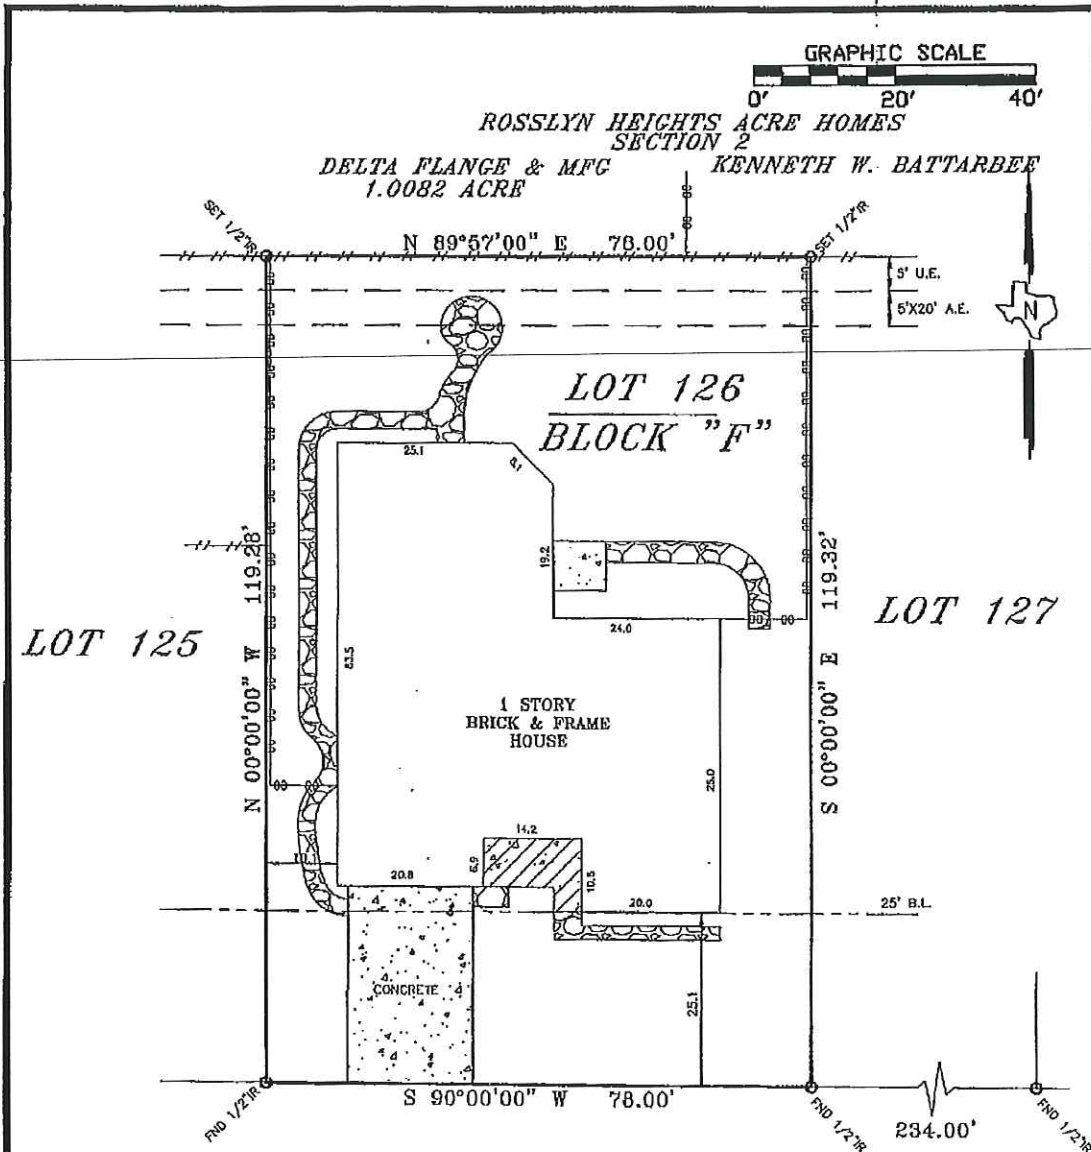 GRAPHIC SCALE
0' 20' 40'
ROSSLYN HEIGHTS ACRE HOMES
SECTION 2
DELTA FLANGE & MFG
1.0082 ACRE
KENNETH W. BATTARBEE
SET 1/2"IR
SET 1/2"IR
N 89°57'00" E 78.00'
5' U.E.
5'X20' A.E.
N
LOT 126
BLOCK "F"
25.1
8.1
19.2
24.0
N 00°00'00" W 119.28'
S 00°00'00" E 119.32'
LOT 125
LOT 127
83.5
1 STORY
BRICK & FRAME
HOUSE
25.0
14.2
6.9
10.5
20.8
20.0
25' B.L.
CONCRETE
25.1
S 90°00'00" W 78.00'
FND 1/2"IR
FND 1/2"IR
234.00'
FND 1/2"IR